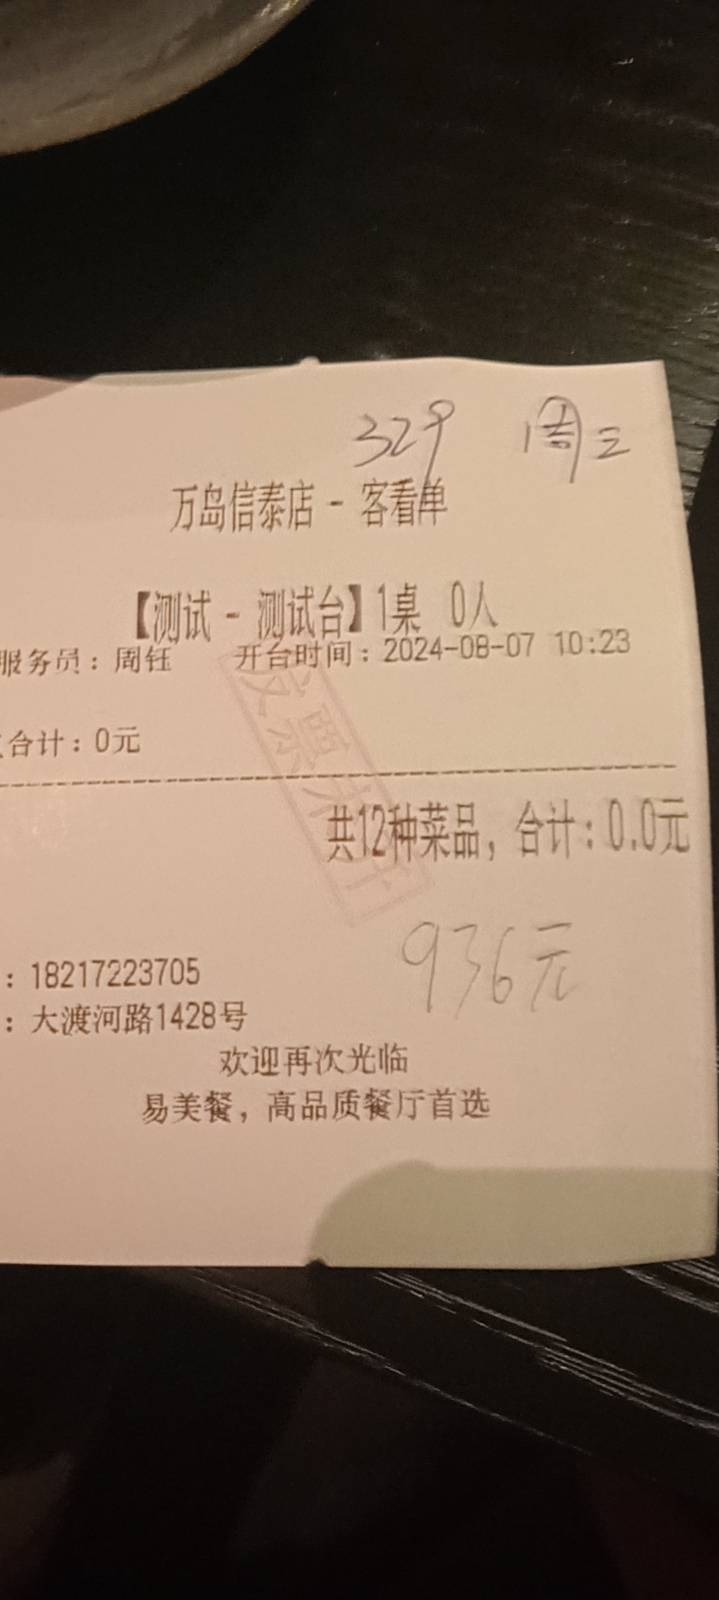 329 周三
万岛信泰店 - 客看单
【测试 - 测试台】1桌 0人
服务员：周钰 开台时间：2024-08-07 10:23
合计：0元
发票未开
共12种菜品，合计：0.0元
936元
：18217223705
：大渡河路1428号
欢迎再次光临
易美餐，高品质餐厅首选